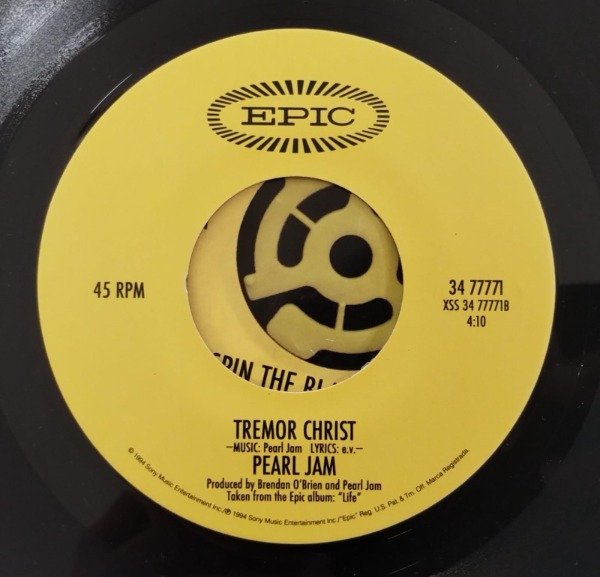 EPIC
45 RPM
34 77771
XSS 34 77771B
4:10
SPIN THE
TREMOR CHRIST
–MUSIC: Pearl Jam LYRICS: e.v.–
PEARL JAM
Produced by Brendan O'Brien and Pearl Jam
Taken from the Epic album: "Life"
© 1994 Sony Music Entertainment Inc./℗ 1994 Sony Music Entertainment Inc./"Epic" Reg. U.S. Pat. & Tm. Off. Marca Registrada.